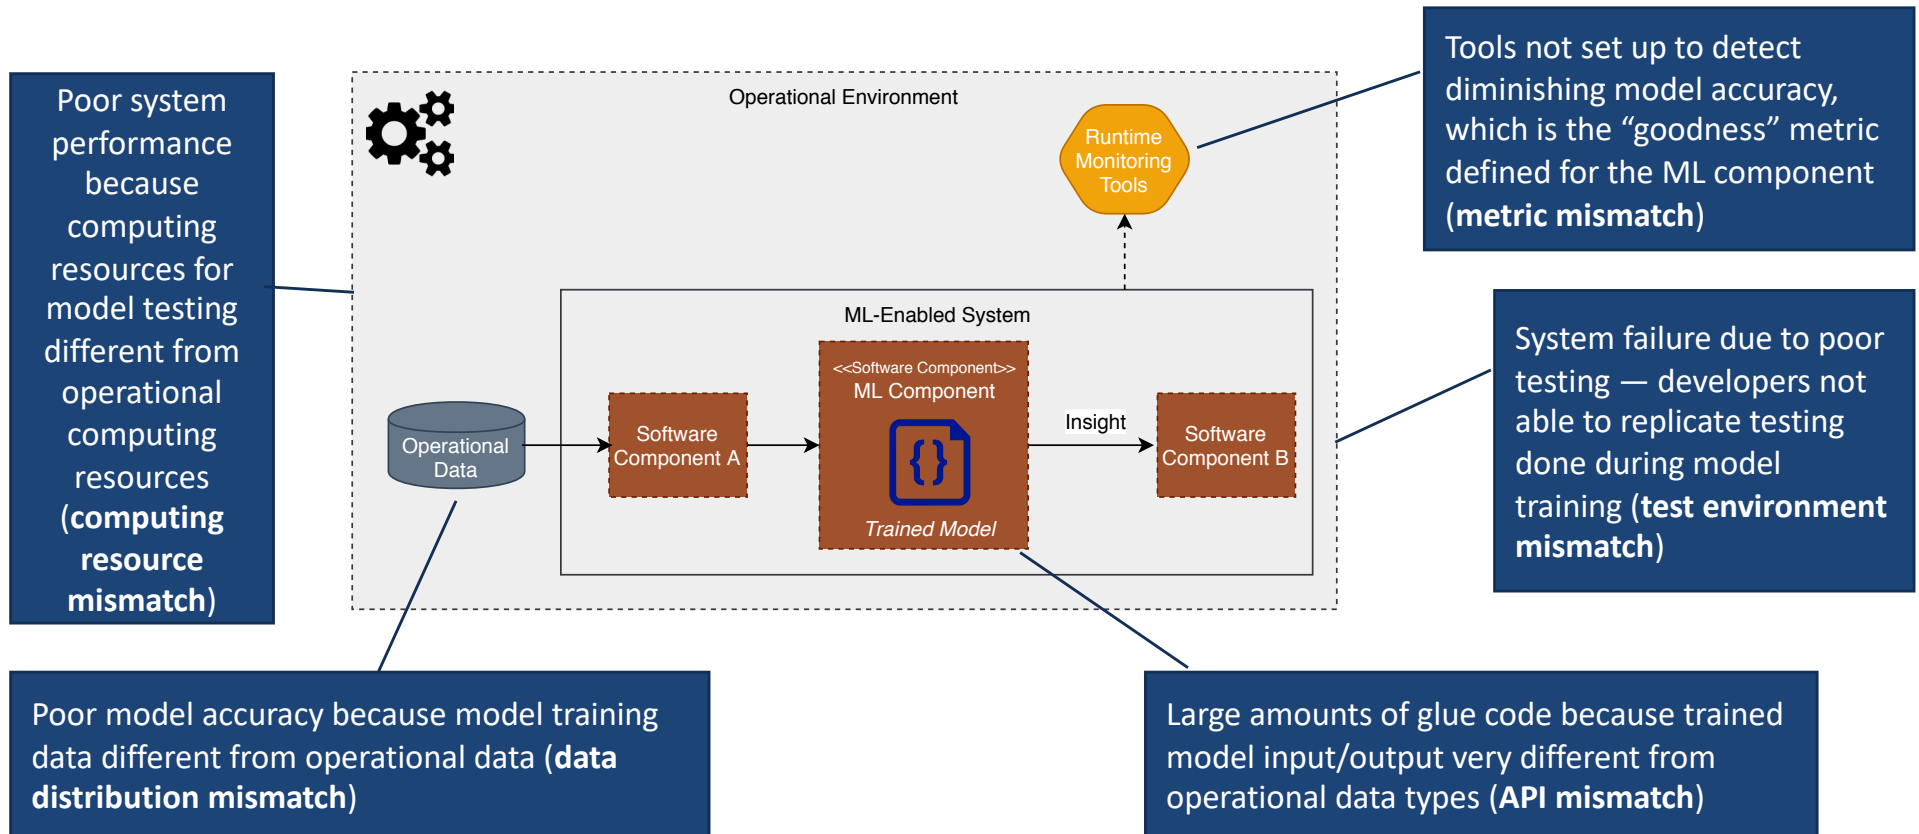 Poor system
performance
because
computing
resources for
model testing
different from
operational
computing
resources
(computing
resource
mismatch)
Operational Environment
Runtime
Monitoring
Tools
Tools not set up to detect
diminishing model accuracy,
which is the “goodness” metric
defined for the ML component
(metric mismatch)
ML-Enabled System
Operational
Data
Software
Component A
<<Software Component>>
ML Component
{}
Trained Model
Insight
Software
Component B
System failure due to poor
testing — developers not
able to replicate testing
done during model
training (test environment
mismatch)
Poor model accuracy because model training
data different from operational data (data
distribution mismatch)
Large amounts of glue code because trained
model input/output very different from
operational data types (API mismatch)